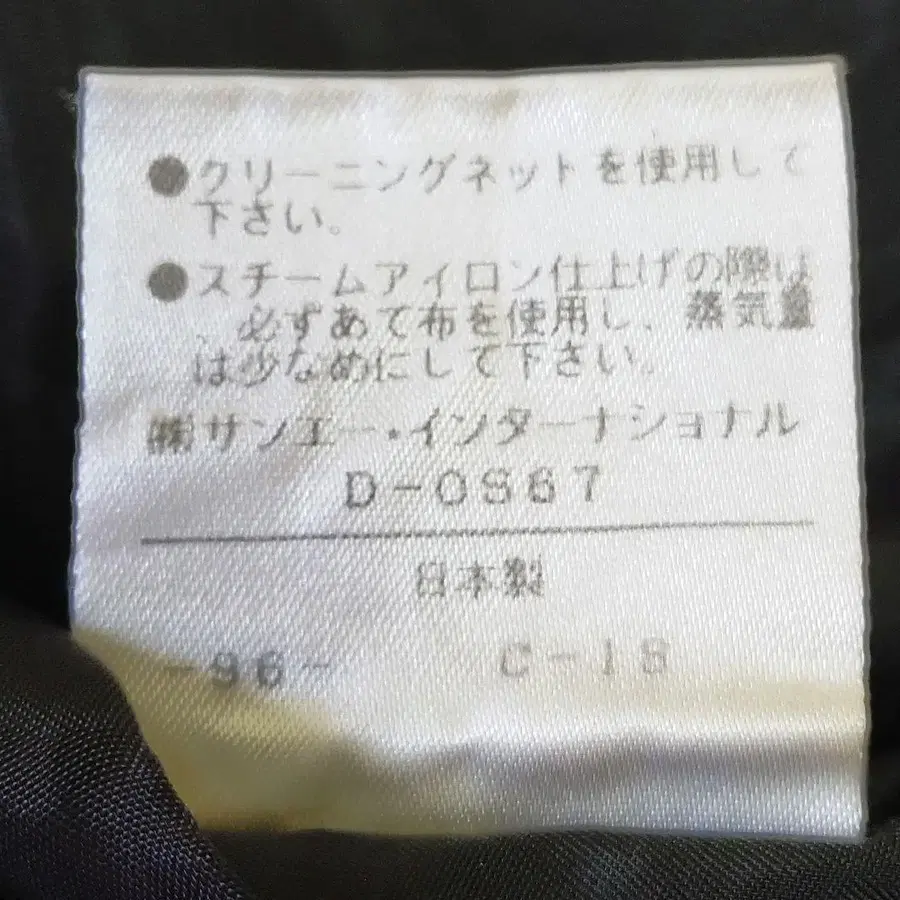 ●クリーニングネットを使用して
下さい。
●スチームアイロン仕上げの際は
、必ずあて布を使用し、蒸気量
は少なめにして下さい。
㈱サンエー・インターナショナル
D-0S67
日本製
-96- C-18